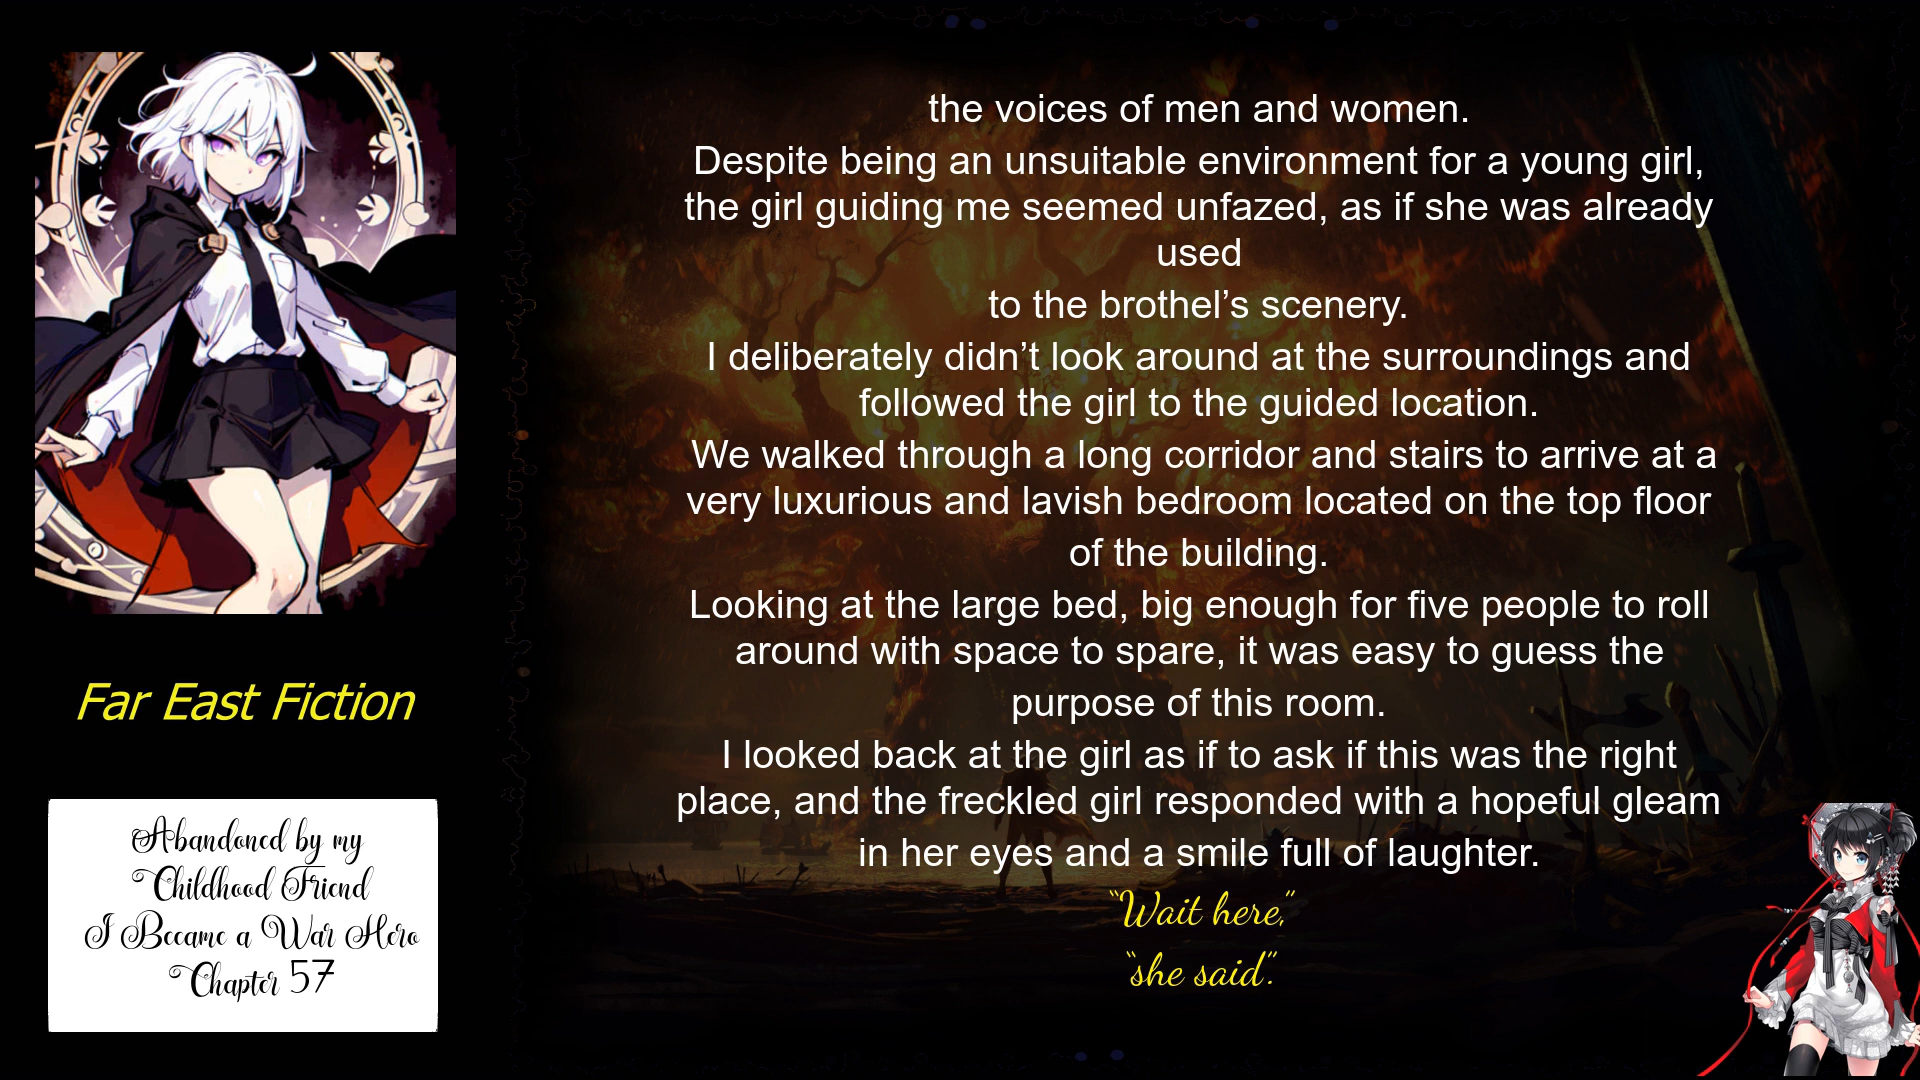 the voices of men and women.
Despite being an unsuitable environment for a young girl,
the girl guiding me seemed unfazed, as if she was already
used
to the brothel’s scenery.
I deliberately didn’t look around at the surroundings and
followed the girl to the guided location.
We walked through a long corridor and stairs to arrive at a
very luxurious and lavish bedroom located on the top floor
of the building.
Looking at the large bed, big enough for five people to roll
around with space to spare, it was easy to guess the
purpose of this room.
I looked back at the girl as if to ask if this was the right
place, and the freckled girl responded with a hopeful gleam
in her eyes and a smile full of laughter.
“Wait here,”
“she said”.
Far East Fiction
Abandoned by my
Childhood Friend
I Became a War Hero
Chapter 57